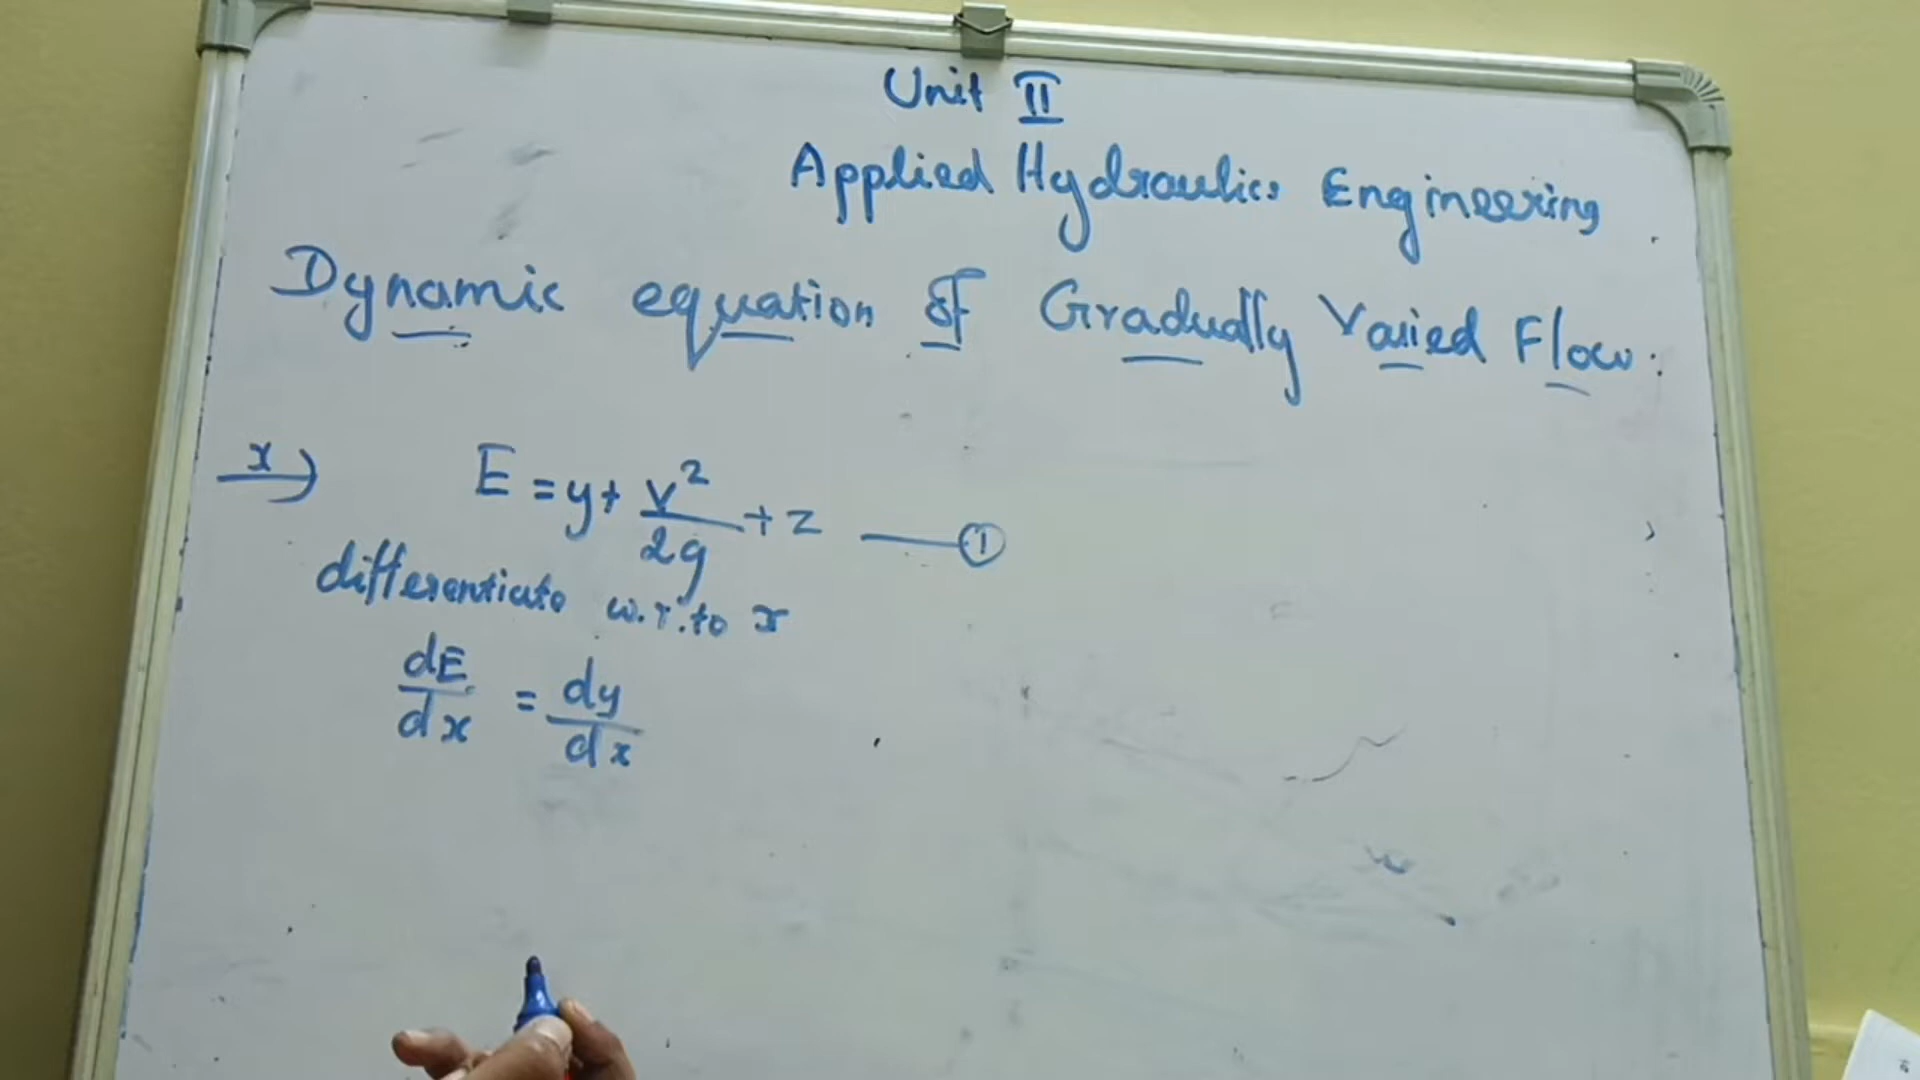 Unit II
Applied Hydraulics Engineering
Dynamic equation of Gradually Varied Flow.
x E = y + v²/2g + z — ①
differentiate w.r.to x
dE/dx = dy/dx